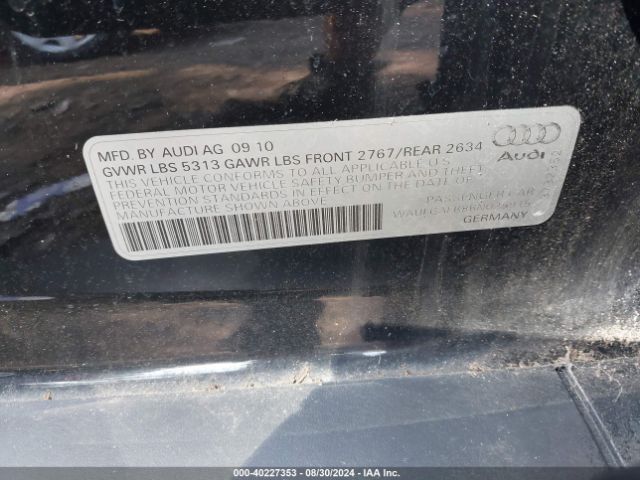 MFD. BY AUDI AG 09 10
GVWR LBS 5313 GAWR LBS FRONT 2767/REAR 2634
THIS VEHICLE CONFORMS TO ALL APPLICABLE U.S.
FEDERAL MOTOR VEHICLE SAFETY BUMPER AND THEFT
PREVENTION STANDARDS IN EFFECT ON THE DATE OF
MANUFACTURE SHOWN ABOVE
Audi
PASSENGER CAR
GERMANY
000-40227353 - 08/30/2024 - IAA Inc.